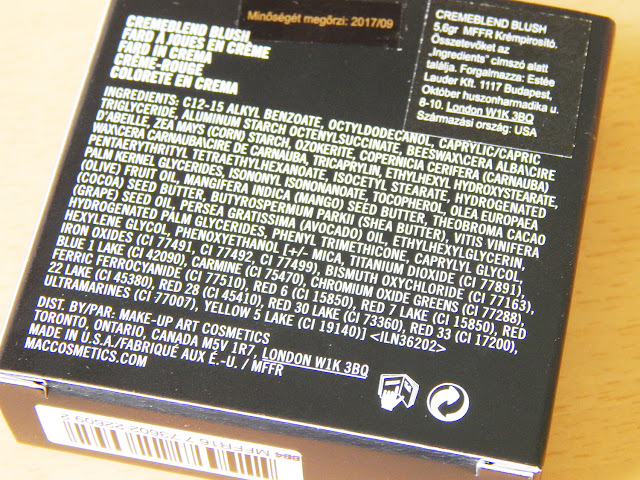 Minőségét megőrzi: 2017/09
CREMEBLEND BLUSH
5,6gr MFFR Krémpirosító.
Összetevőket az
„Ingredients" címszó alatt
találja. Forgalmazza: Estée
Lauder Kft. 1117 Budapest,
Október huszonharmadika u.
8-10. London W1K 3BQ
Származási ország: USA
CREMEBLEND BLUSH
FARD À JOUES EN CRÈME
FARD IN CREMA
CREME-ROUGE
COLORETE EN CREMA
INGREDIENTS: C12-15 ALKYL BENZOATE, OCTYLDODECANOL, CAPRYLIC/CAPRIC
TRIGLYCERIDE, ALUMINUM STARCH OCTENYLSUCCINATE, BEESWAX\CERA ALBA\CIRE
D'ABEILLE, ZEA MAYS (CORN) STARCH, OZOKERITE, COPERNICIA CERIFERA (CARNAUBA)
WAX\CERA CARNAUBA\CIRE DE CARNAUBA, TRICAPRYLIN, ETHYLHEXYL HYDROXYSTEARATE,
PENTAERYTHRITYL TETRAETHYLHEXANOATE, ISOCETYL STEARATE, HYDROGENATED
PALM KERNEL GLYCERIDES, ISONONYL ISONONANOATE, TOCOPHEROL, OLEA EUROPAEA
(OLIVE) FRUIT OIL, MANGIFERA INDICA (MANGO) SEED BUTTER, THEOBROMA CACAO
(COCOA) SEED BUTTER, BUTYROSPERMUM PARKII (SHEA BUTTER), VITIS VINIFERA
(GRAPE) SEED OIL, PERSEA GRATISSIMA (AVOCADO) OIL, ETHYLHEXYLGLYCERIN,
HYDROGENATED PALM GLYCERIDES, PHENYL TRIMETHICONE, CAPRYLYL GLYCOL,
HEXYLENE GLYCOL, PHENOXYETHANOL [+/- MICA, TITANIUM DIOXIDE (CI 77891),
IRON OXIDES (CI 77491, CI 77492, CI 77499), BISMUTH OXYCHLORIDE (CI 77163),
BLUE 1 LAKE (CI 42090), CARMINE (CI 75470), CHROMIUM OXIDE GREENS (CI 77288),
FERRIC FERROCYANIDE (CI 77510), RED 6 (CI 15850), RED 7 LAKE (CI 15850), RED
22 LAKE (CI 45380), RED 28 (CI 45410), RED 30 LAKE (CI 73360), RED 33 (CI 17200),
ULTRAMARINES (CI 77007), YELLOW 5 LAKE (CI 19140)] <ILN36202>
DIST. BY/PAR: MAKE-UP ART COSMETICS
TORONTO, ONTARIO, CANADA M5V 1R7, LONDON W1K 3BQ
MADE IN U.S.A./FABRIQUÉ AUX É.-U. / MFFR
MACCOSMETICS.COM
BB4 MFFR16 7 73602 22609 2